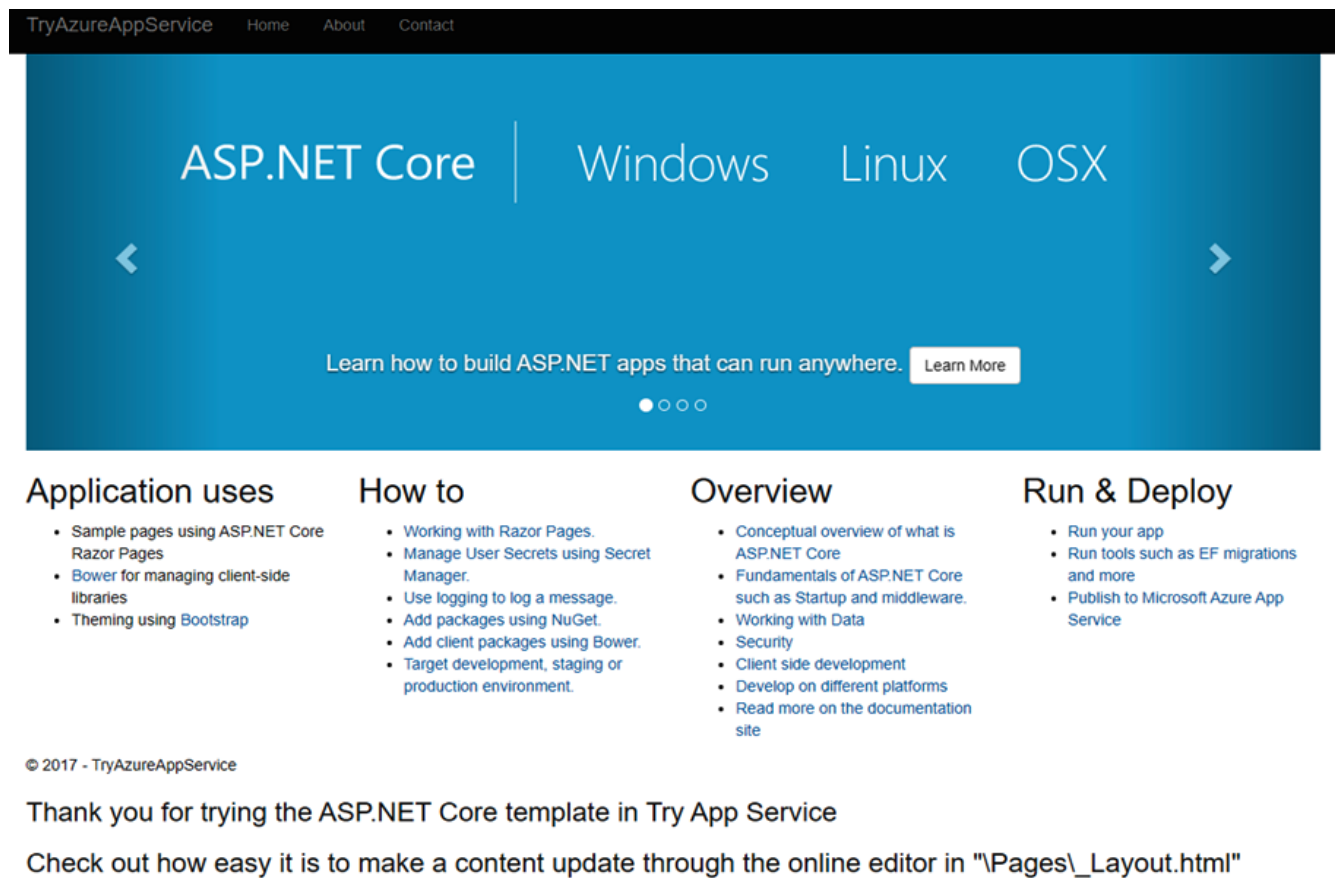 TryAzureAppService Home About Contact
ASP.NET Core Windows Linux OSX
Learn how to build ASP.NET apps that can run anywhere. Learn More
Application uses
Sample pages using ASP.NET Core
Razor Pages
Bower for managing client-side
libraries
Theming using Bootstrap
How to
Working with Razor Pages.
Manage User Secrets using Secret
Manager.
Use logging to log a message.
Add packages using NuGet.
Add client packages using Bower.
Target development, staging or
production environment.
Overview
Conceptual overview of what is
ASP.NET Core
Fundamentals of ASP.NET Core
such as Startup and middleware.
Working with Data
Security
Client side development
Develop on different platforms
Read more on the documentation
site
Run & Deploy
Run your app
Run tools such as EF migrations
and more
Publish to Microsoft Azure App
Service
© 2017 - TryAzureAppService
Thank you for trying the ASP.NET Core template in Try App Service
Check out how easy it is to make a content update through the online editor in "\Pages\_Layout.html"